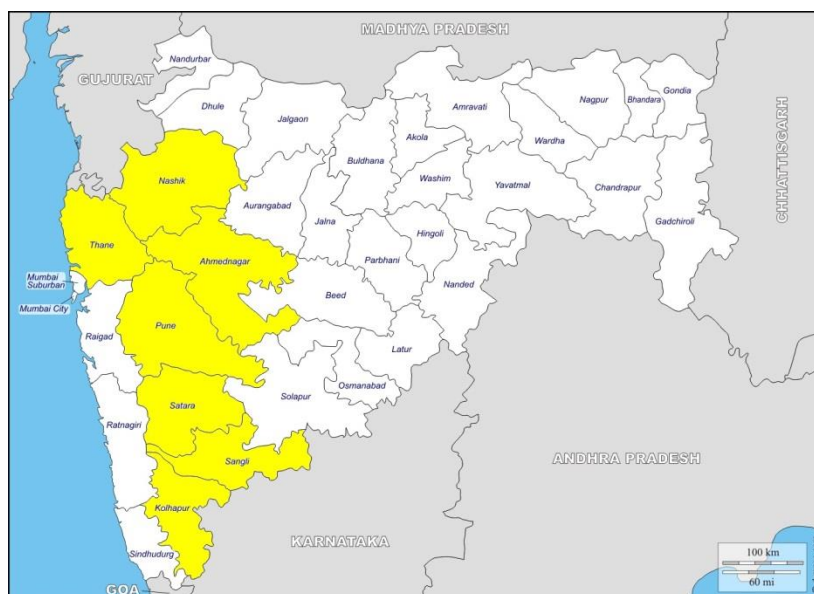 MADHYA PRADESH
Nandurbar
GUJURAT
Dhule
Jalgaon
Amravati
Nagpur
Bhandara
Gondia
Akola
Buldhana
Wardha
Nashik
Washim
Yavatmal
Chandrapur
CHHATTISGARH
Aurangabad
Jalna
Hingoli
Gadchiroli
Thane
Ahmednagar
Parbhani
Mumbai
Suburban
Beed
Nanded
Mumbai City
Pune
Raigad
Latur
Osmanabad
Solapur
Satara
Ratnagiri
Sangli
ANDHRA PRADESH
Kolhapur
KARNATAKA
Sindhudurg
GOA
100 km
60 mi